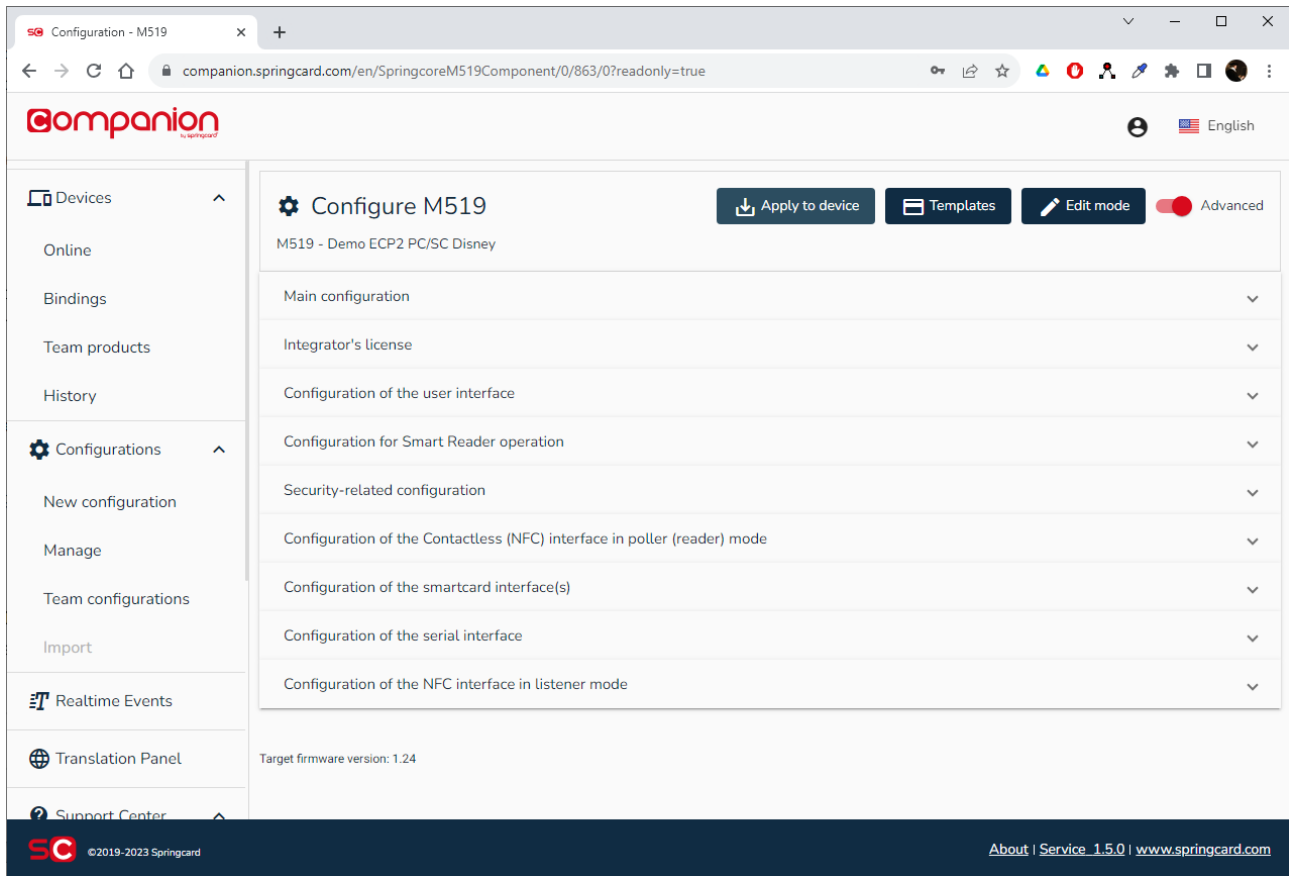 SC Configuration - M519
companion.springcard.com/en/SpringcoreM519Component/0/863/0?readonly=true
companion
by springcard
English
Devices
Online
Bindings
Team products
History
Configurations
New configuration
Manage
Team configurations
Import
Realtime Events
Translation Panel
Support Center
Configure M519
Apply to device
Templates
Edit mode
Advanced
M519 - Demo ECP2 PC/SC Disney
Main configuration
Integrator's license
Configuration of the user interface
Configuration for Smart Reader operation
Security-related configuration
Configuration of the Contactless (NFC) interface in poller (reader) mode
Configuration of the smartcard interface(s)
Configuration of the serial interface
Configuration of the NFC interface in listener mode
Target firmware version: 1.24
SC ©2019-2023 Springcard
About | Service 1.5.0 | www.springcard.com